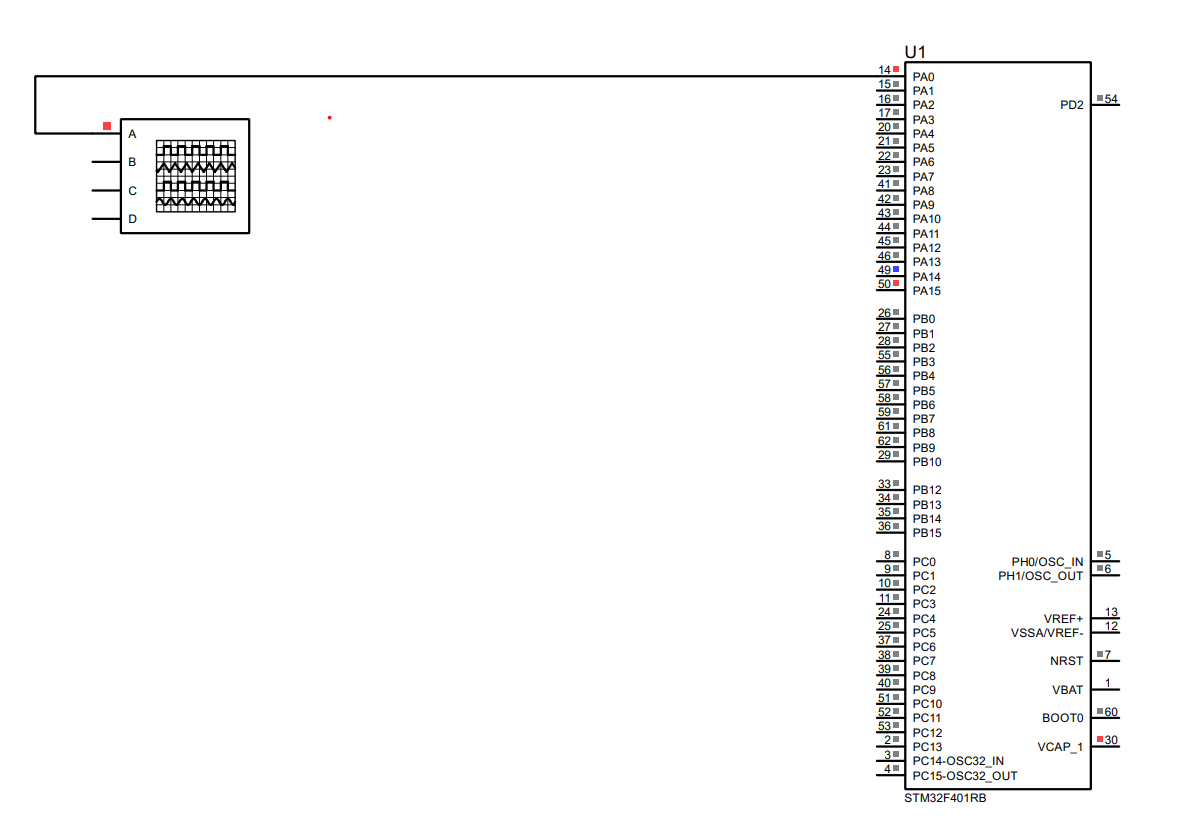 U1
14 PA0
15 PA1
16 PA2 PD2 54
17 PA3
20 PA4
21 PA5
22 PA6
23 PA7
41 PA8
42 PA9
43 PA10
44 PA11
45 PA12
46 PA13
49 PA14
50 PA15
A
B
C
D
26 PB0
27 PB1
28 PB2
55 PB3
56 PB4
57 PB5
58 PB6
59 PB7
61 PB8
62 PB9
29 PB10
33 PB12
34 PB13
35 PB14
36 PB15
8 PC0 PH0/OSC_IN 5
9 PC1 PH1/OSC_OUT 6
10 PC2
11 PC3
24 PC4 VREF+ 13
25 PC5 VSSA/VREF- 12
37 PC6
38 PC7 NRST 7
39 PC8
40 PC9 VBAT 1
51 PC10
52 PC11 BOOT0 60
53 PC12
2 PC13 VCAP_1 30
3 PC14-OSC32_IN
4 PC15-OSC32_OUT
STM32F401RB